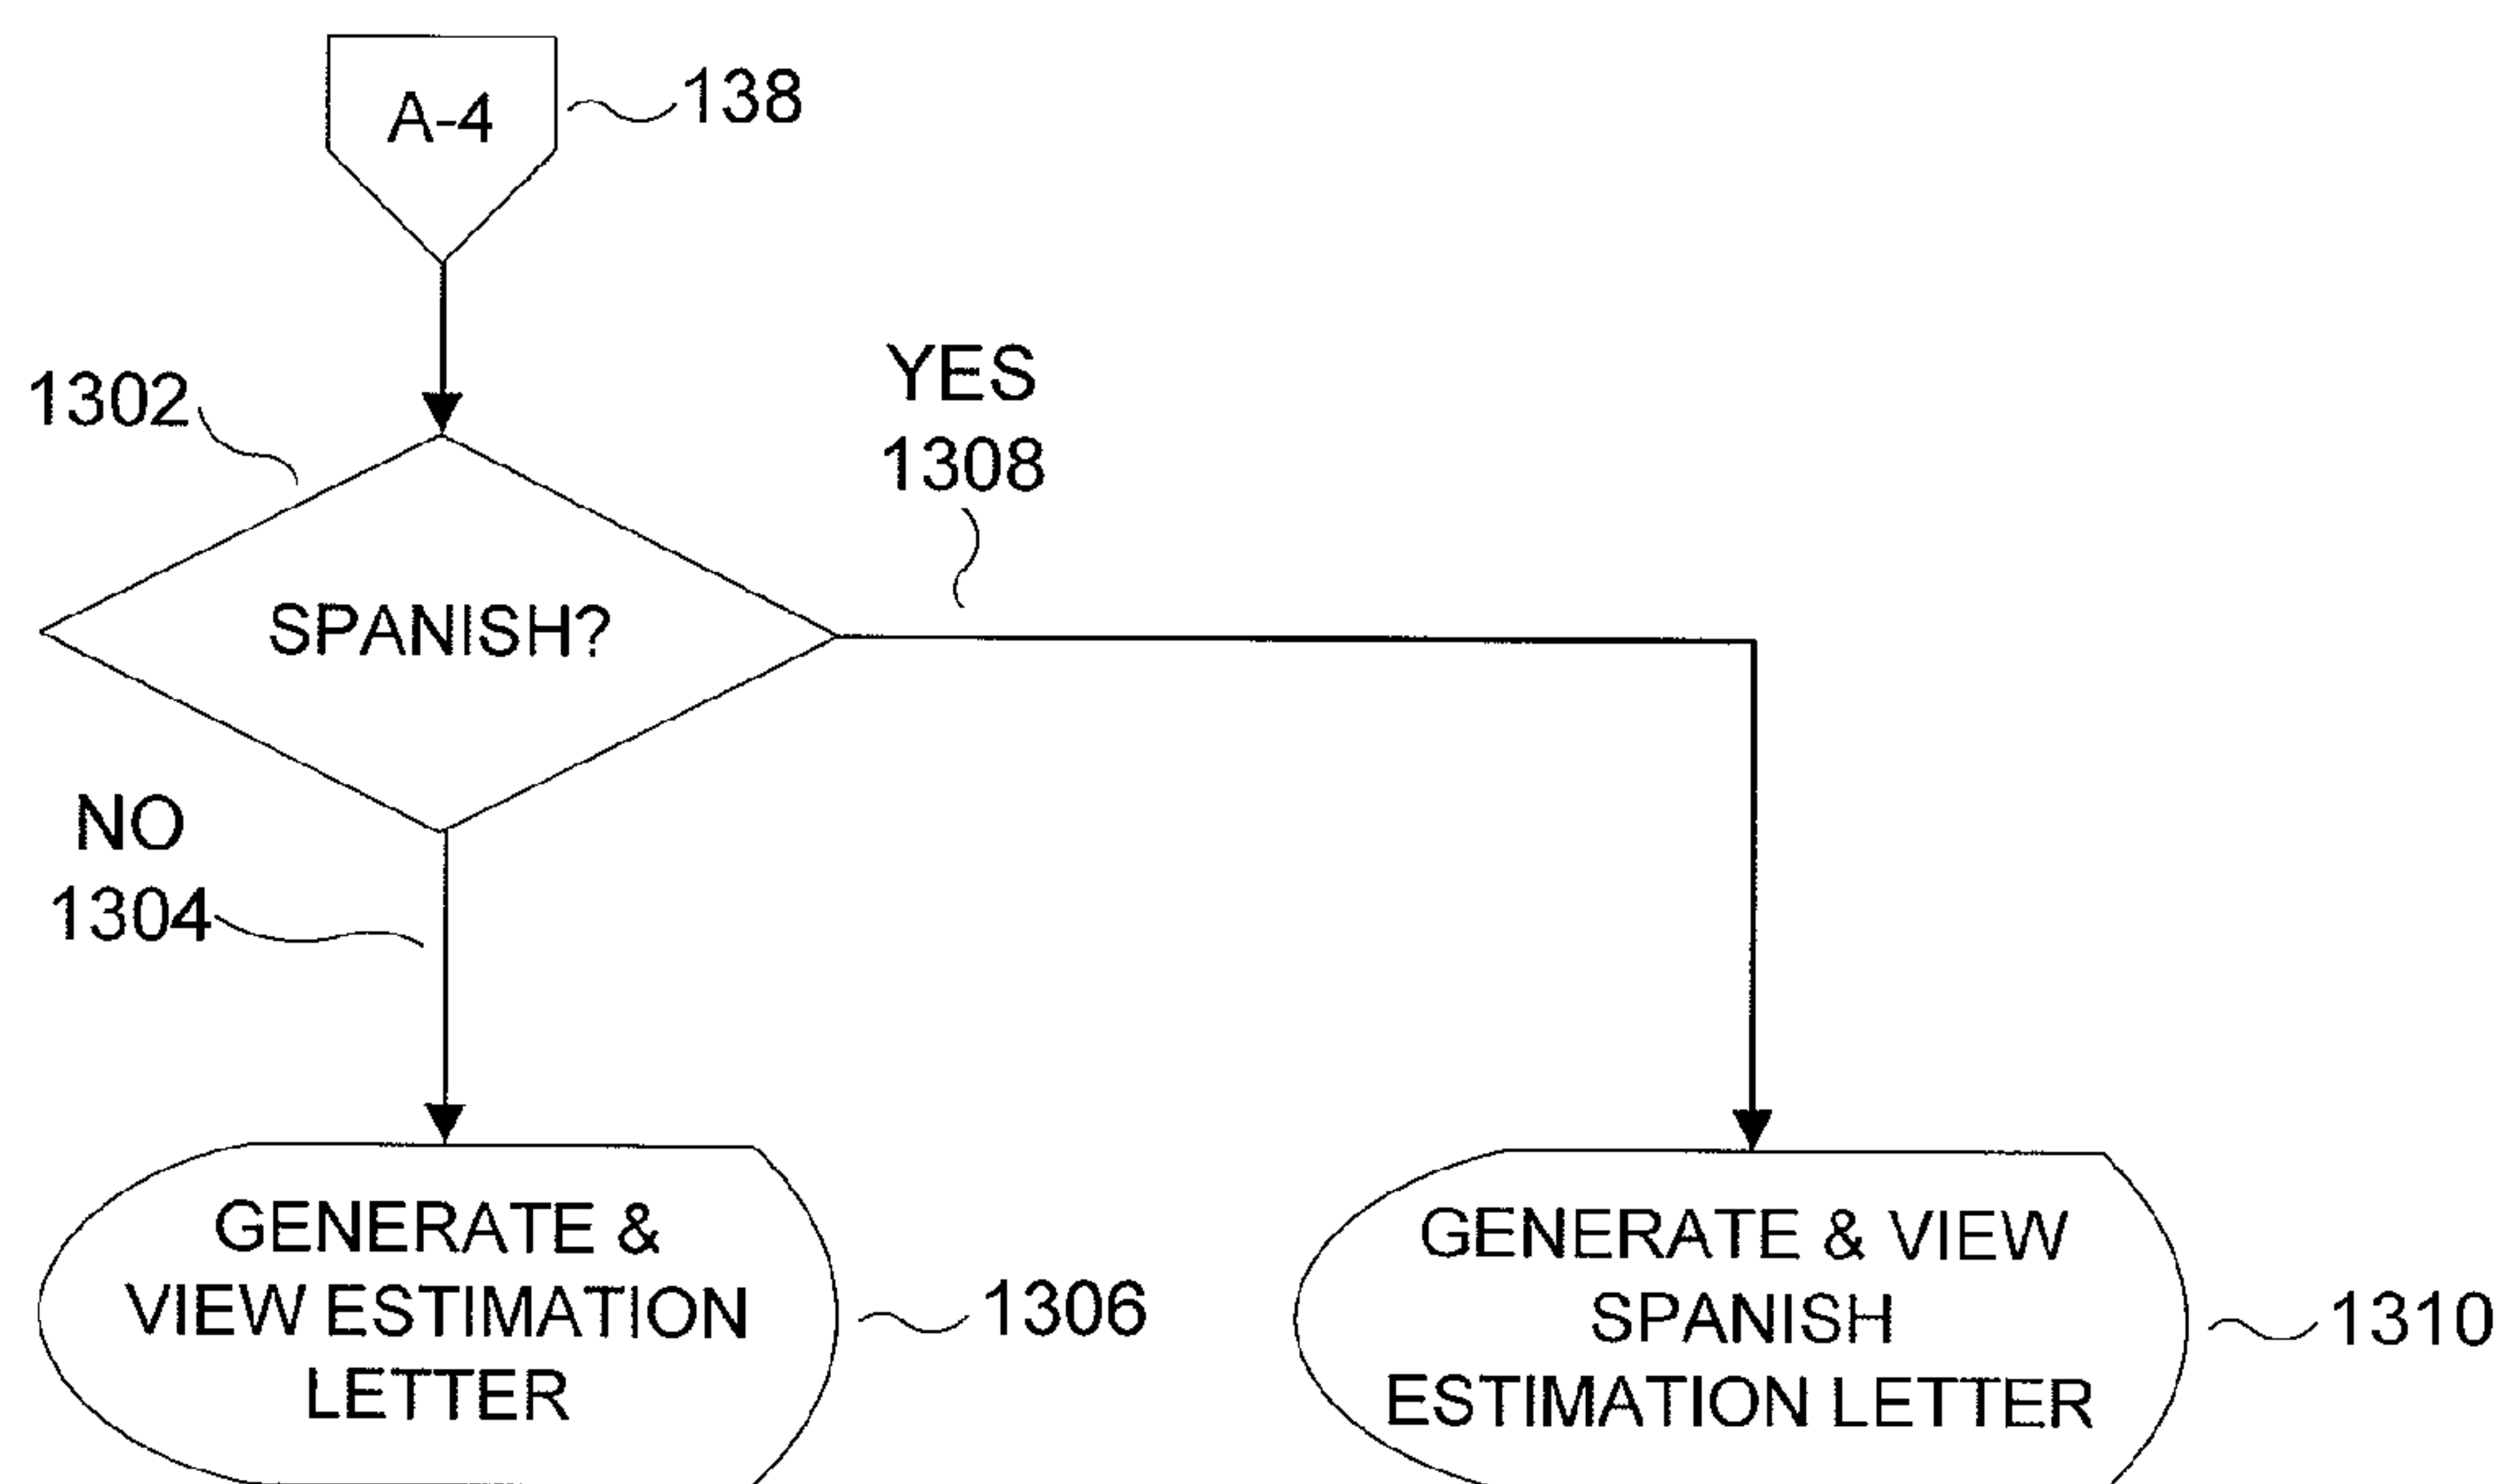 A-4
138
1302
YES
1308
SPANISH?
NO
1304
GENERATE &
VIEW ESTIMATION
LETTER
1306
GENERATE & VIEW
SPANISH
ESTIMATION LETTER
1310